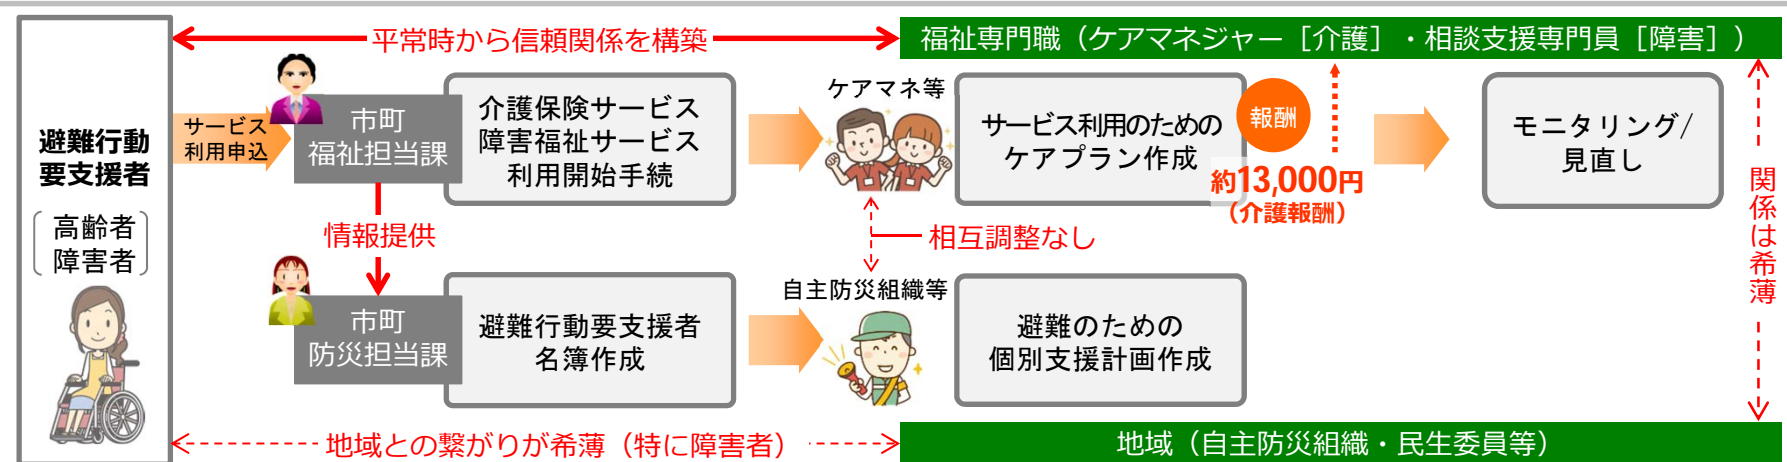 平常時から信頼関係を構築
福祉専門職（ケアマネジャー［介護］・相談支援専門員［障害］）
避難行動
要支援者
高齢者
障害者
サービス
利用申込
市町
福祉担当課
介護保険サービス
障害福祉サービス
利用開始手続
ケアマネ等
サービス利用のための
ケアプラン作成
報酬
約13,000円
（介護報酬）
モニタリング/
見直し
情報提供
相互調整なし
関係は希薄
市町
防災担当課
避難行動要支援者
名簿作成
自主防災組織等
避難のための
個別支援計画作成
地域との繋がりが希薄（特に障害者）
地域（自主防災組織・民生委員等）